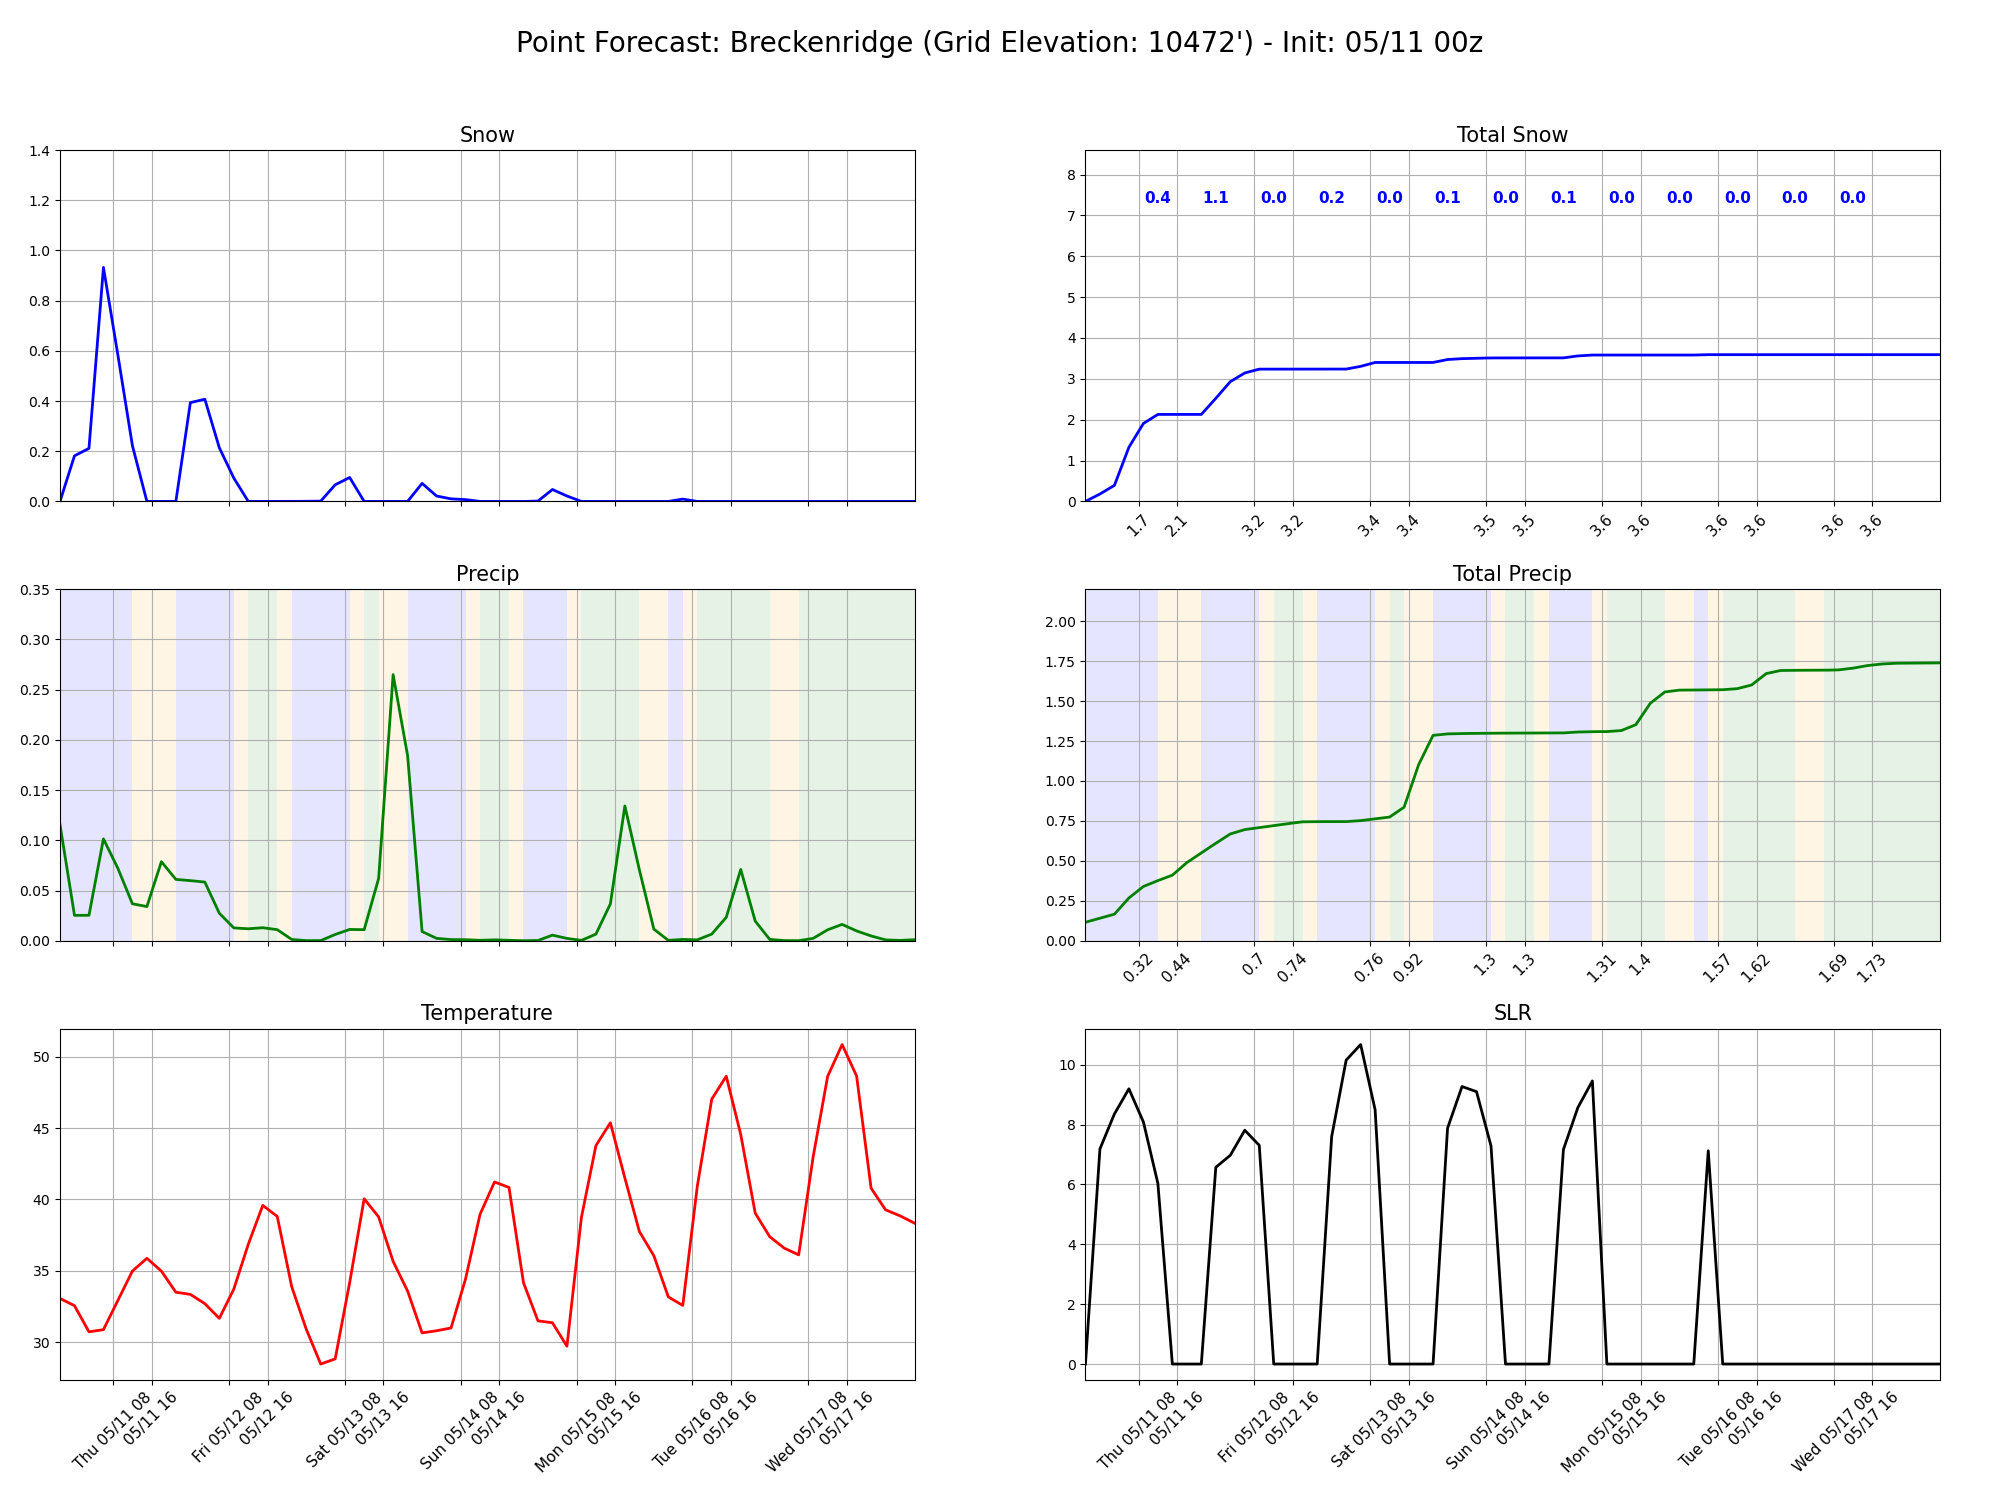 Point Forecast: Breckenridge (Grid Elevation: 10472') - Init: 05/11 00z
Snow
1.4
1.2
1.0
0.8
0.6
0.4
0.2
0.0
Total Snow
8
7
6
5
4
3
2
1
0
0.4 1.1 0.0 0.2 0.0 0.1 0.0 0.1 0.0 0.0 0.0 0.0 0.0
1.7 2.1 3.2 3.2 3.4 3.4 3.5 3.5 3.6 3.6 3.6 3.6 3.6 3.6
Precip
0.35
0.30
0.25
0.20
0.15
0.10
0.05
0.00
Total Precip
2.00
1.75
1.50
1.25
1.00
0.75
0.50
0.25
0.00
0.32 0.44 0.7 0.74 0.76 0.92 1.3 1.3 1.31 1.4 1.57 1.62 1.69 1.73
Temperature
50
45
40
35
30
Thu 05/11 08
05/11 16
Fri 05/12 08
05/12 16
Sat 05/13 08
05/13 16
Sun 05/14 08
05/14 16
Mon 05/15 08
05/15 16
Tue 05/16 08
05/16 16
Wed 05/17 08
05/17 16
SLR
10
8
6
4
2
0
Thu 05/11 08
05/11 16
Fri 05/12 08
05/12 16
Sat 05/13 08
05/13 16
Sun 05/14 08
05/14 16
Mon 05/15 08
05/15 16
Tue 05/16 08
05/16 16
Wed 05/17 08
05/17 16